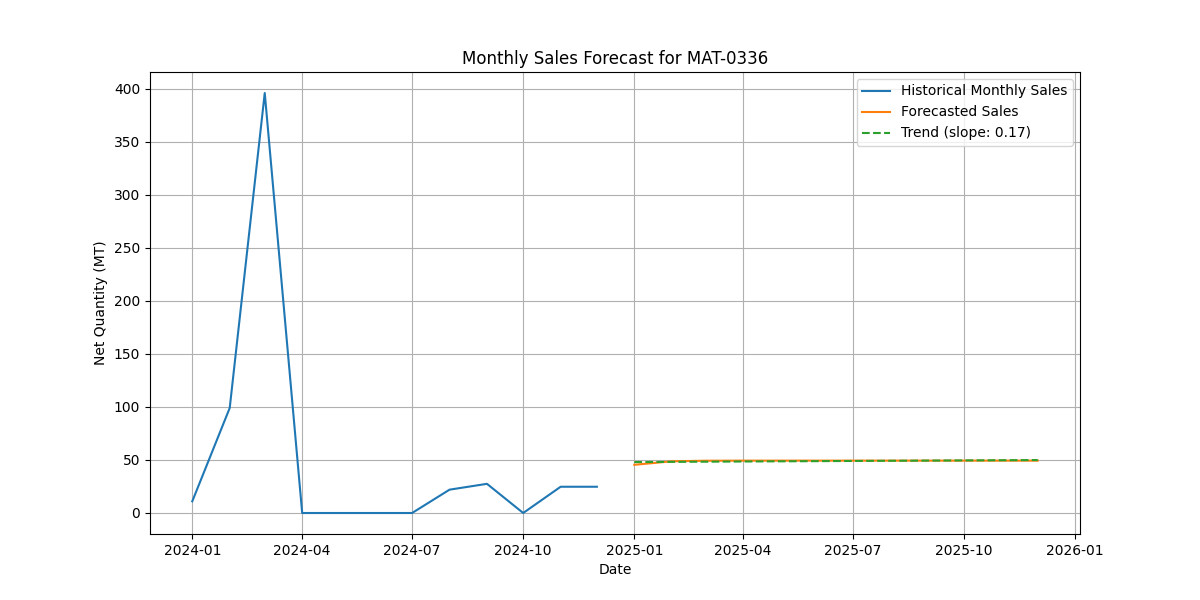 Monthly Sales Forecast for MAT-0336
Historical Monthly Sales
Forecasted Sales
Trend (slope: 0.17)
Net Quantity (MT)
400
350
300
250
200
150
100
50
0
2024-01 2024-04 2024-07 2024-10 2025-01 2025-04 2025-07 2025-10 2026-01
Date